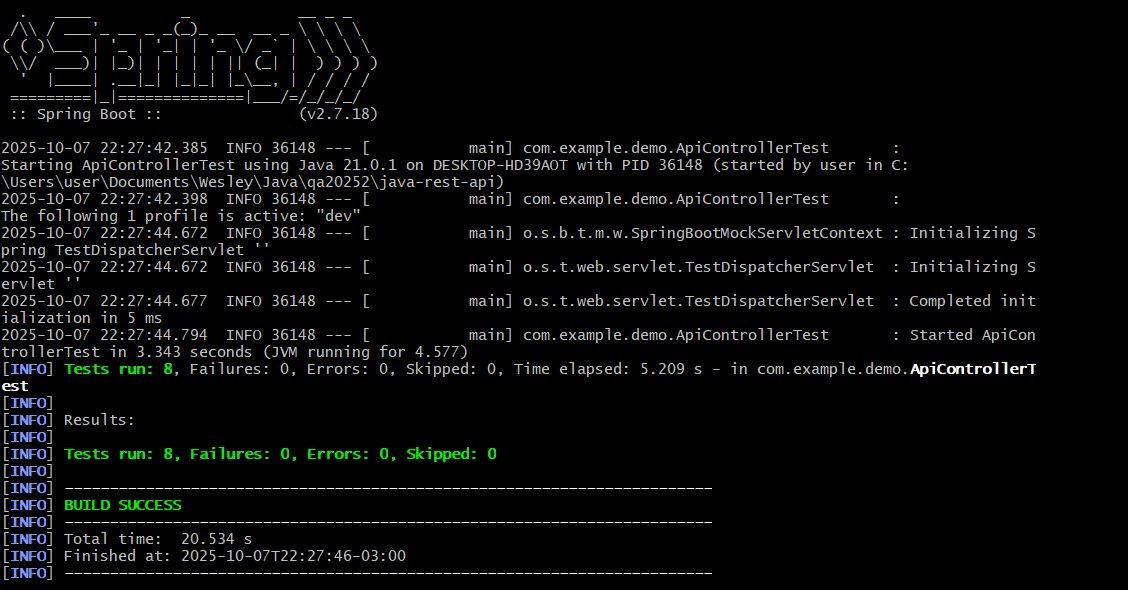 .   ____          _            __ _ _
 /\\ / ___'_ __ _ _(_)_ __  __ _ \ \ \ \
( ( )\___ | '_ | '_| | '_ \/ _` | \ \ \ \
 \\/  ___)| |_)| | | | | || (_| |  ) ) ) )
  '  |____| .__|_| |_|_| |_\__, | / / / /
 =========|_|==============|___/=/_/_/_/
 :: Spring Boot ::               (v2.7.18)
2025-10-07 22:27:42.385  INFO 36148 --- [           main] com.example.demo.ApiControllerTest       :
Starting ApiControllerTest using Java 21.0.1 on DESKTOP-HD39AOT with PID 36148 (started by user in C:
\Users\user\Documents\Wesley\Java\qa20252\java-rest-api)
2025-10-07 22:27:42.398  INFO 36148 --- [           main] com.example.demo.ApiControllerTest       :
The following 1 profile is active: "dev"
2025-10-07 22:27:44.672  INFO 36148 --- [           main] o.s.b.t.m.w.SpringBootMockServletContext : Initializing S
pring TestDispatcherServlet ''
2025-10-07 22:27:44.672  INFO 36148 --- [           main] o.s.t.web.servlet.TestDispatcherServlet  : Initializing S
ervlet ''
2025-10-07 22:27:44.677  INFO 36148 --- [           main] o.s.t.web.servlet.TestDispatcherServlet  : Completed init
ialization in 5 ms
2025-10-07 22:27:44.794  INFO 36148 --- [           main] com.example.demo.ApiControllerTest       : Started ApiCon
trollerTest in 3.343 seconds (JVM running for 4.577)
[INFO] Tests run: 8, Failures: 0, Errors: 0, Skipped: 0, Time elapsed: 5.209 s - in com.example.demo.ApiControllerT
est
[INFO]
[INFO] Results:
[INFO]
[INFO] Tests run: 8, Failures: 0, Errors: 0, Skipped: 0
[INFO]
[INFO] ------------------------------------------------------------------------
[INFO] BUILD SUCCESS
[INFO] ------------------------------------------------------------------------
[INFO] Total time:  20.534 s
[INFO] Finished at: 2025-10-07T22:27:46-03:00
[INFO] ------------------------------------------------------------------------